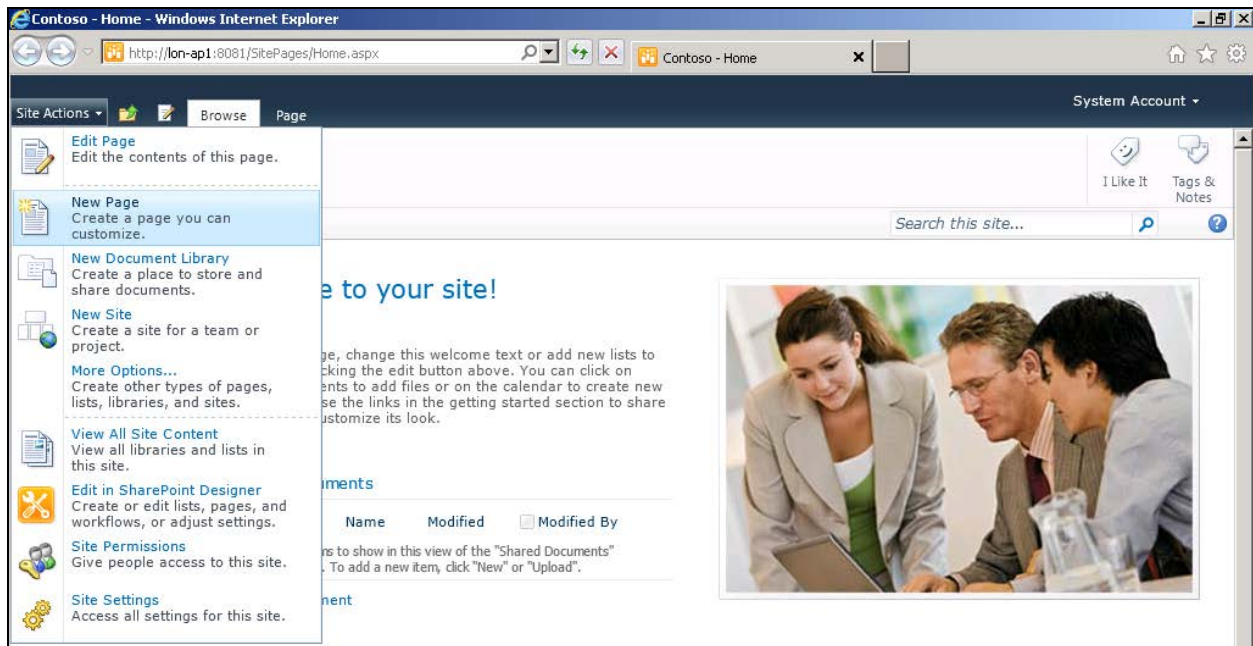 Contoso - Home - Windows Internet Explorer
http://lon-ap1:8081/SitePages/Home.aspx
Contoso - Home
System Account
Site Actions
Browse
Page
Edit Page
Edit the contents of this page.
New Page
Create a page you can
customize.
New Document Library
Create a place to store and
share documents.
New Site
Create a site for a team or
project.
More Options...
Create other types of pages,
lists, libraries, and sites.
View All Site Content
View all libraries and lists in
this site.
Edit in SharePoint Designer
Create or edit lists, pages, and
workflows, or adjust settings.
Site Permissions
Give people access to this site.
Site Settings
Access all settings for this site.
I Like It
Tags &
Notes
Search this site...
to your site!
change this welcome text or add new lists to
the edit button above. You can click on
to add files or on the calendar to create new
the links in the getting started section to share
its look.
Name Modified Modified By
to show in this view of the "Shared Documents"
To add a new item, click "New" or "Upload".